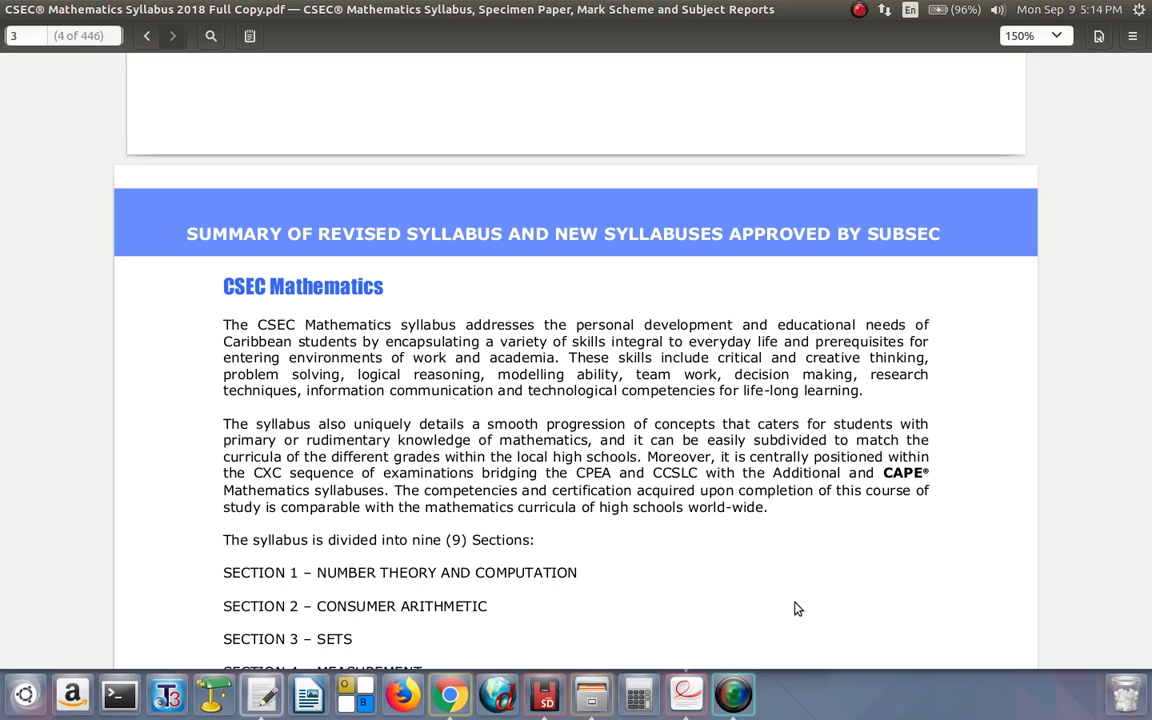 CSEC® Mathematics Syllabus 2018 Full Copy.pdf — CSEC® Mathematics Syllabus, Specimen Paper, Mark Scheme and Subject Reports
En (96%) Mon Sep 9 5:14 PM
3 (4 of 446) 150%
SUMMARY OF REVISED SYLLABUS AND NEW SYLLABUSES APPROVED BY SUBSEC
CSEC Mathematics
The CSEC Mathematics syllabus addresses the personal development and educational needs of
Caribbean students by encapsulating a variety of skills integral to everyday life and prerequisites for
entering environments of work and academia. These skills include critical and creative thinking,
problem solving, logical reasoning, modelling ability, team work, decision making, research
techniques, information communication and technological competencies for life-long learning.
The syllabus also uniquely details a smooth progression of concepts that caters for students with
primary or rudimentary knowledge of mathematics, and it can be easily subdivided to match the
curricula of the different grades within the local high schools. Moreover, it is centrally positioned within
the CXC sequence of examinations bridging the CPEA and CCSLC with the Additional and CAPE®
Mathematics syllabuses. The competencies and certification acquired upon completion of this course of
study is comparable with the mathematics curricula of high schools world-wide.
The syllabus is divided into nine (9) Sections:
SECTION 1 – NUMBER THEORY AND COMPUTATION
SECTION 2 – CONSUMER ARITHMETIC
SECTION 3 – SETS
SECTION 4 – MEASUREMENT
a T3 O B d SD